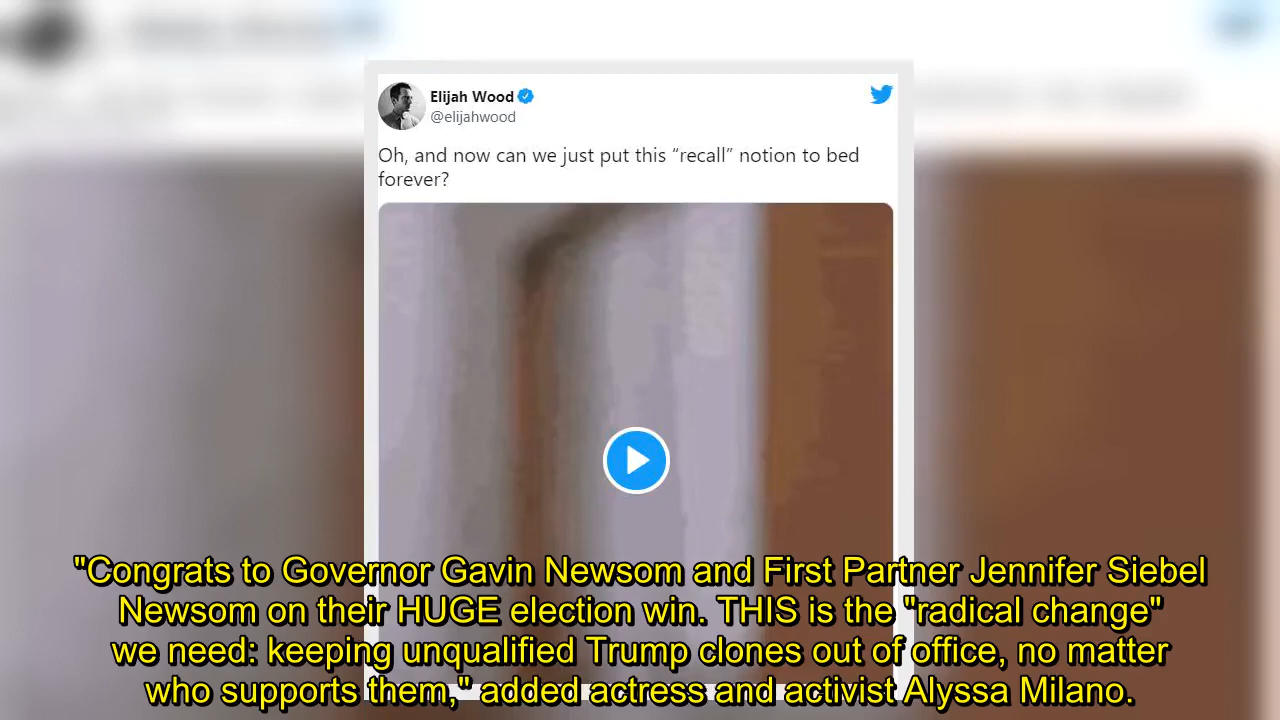 Elijah Wood
@elijahwood
Oh, and now can we just put this “recall” notion to bed
forever?
"Congrats to Governor Gavin Newsom and First Partner Jennifer Siebel
Newsom on their HUGE election win. THIS is the "radical change"
we need: keeping unqualified Trump clones out of office, no matter
who supports them," added actress and activist Alyssa Milano.